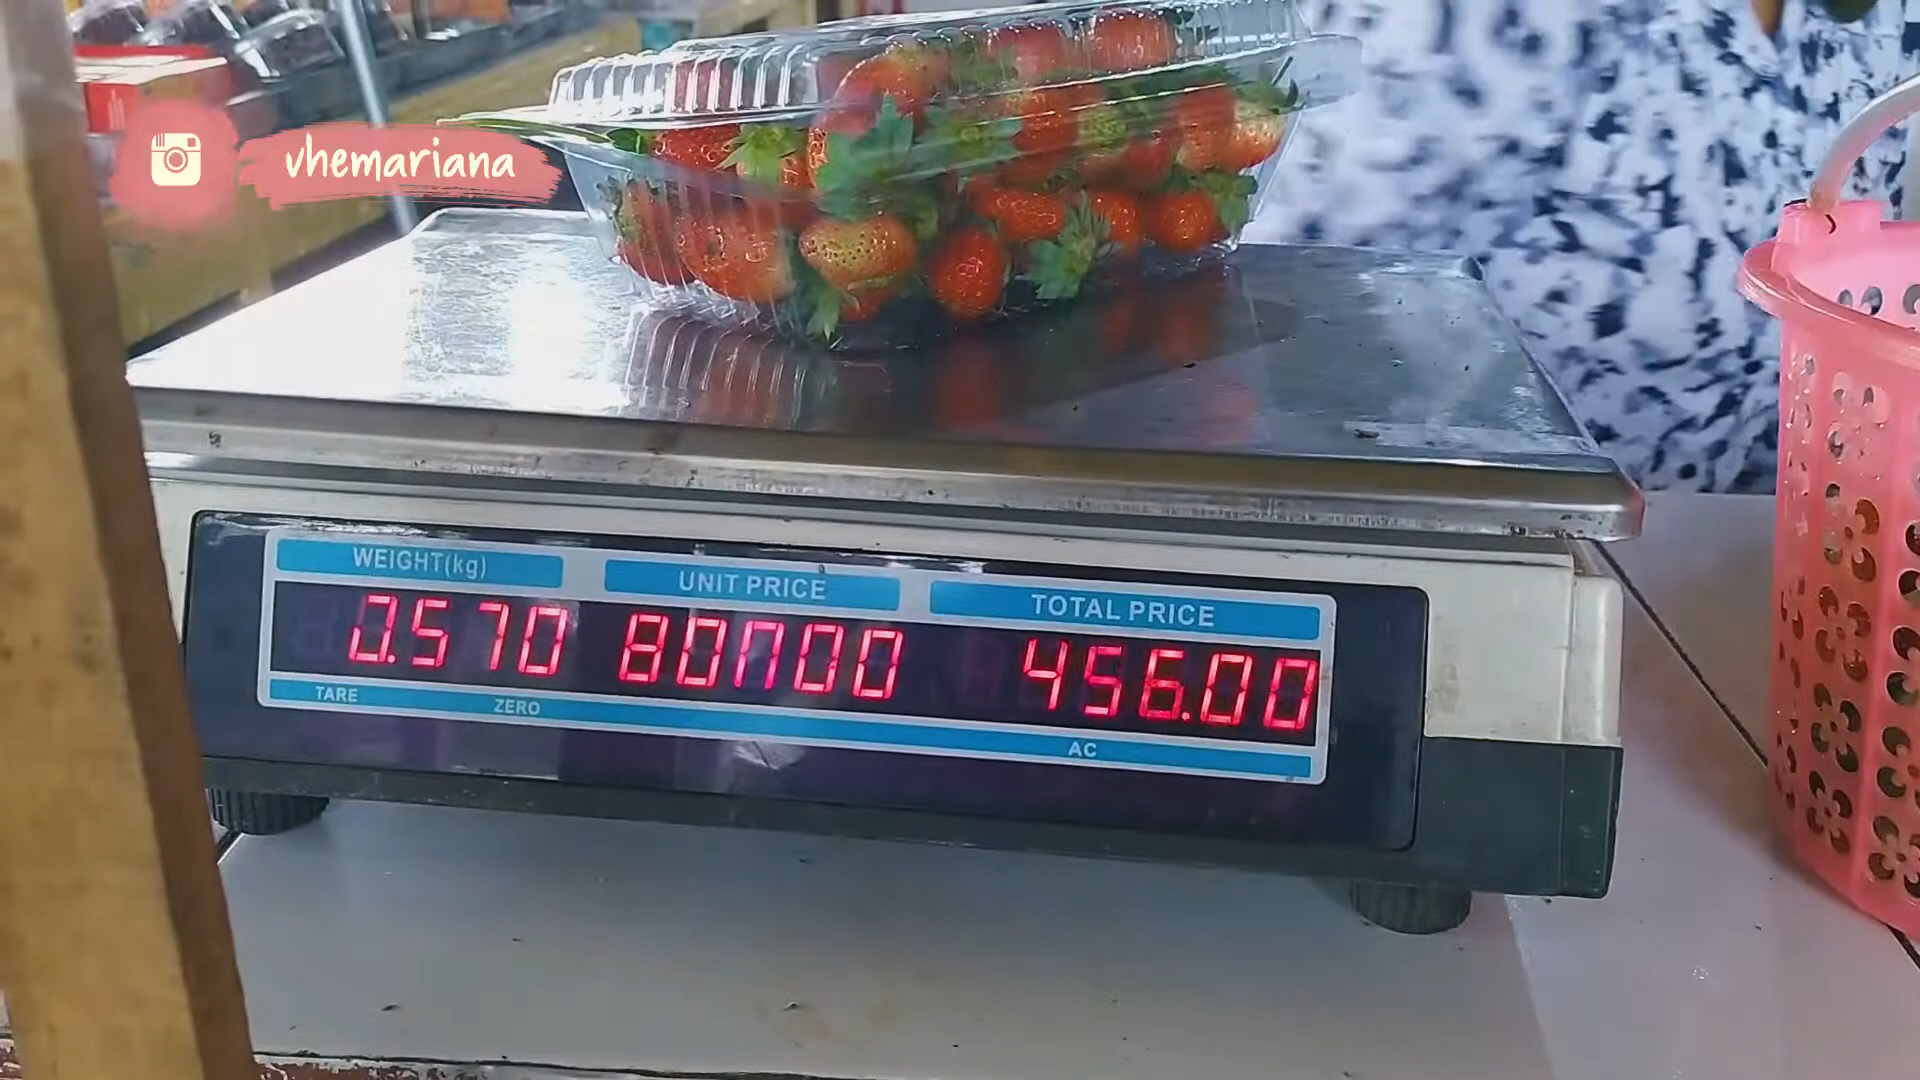 vhemariana
WEIGHT(kg) UNIT PRICE TOTAL PRICE
0.570 80000 456.00
TARE ZERO AC